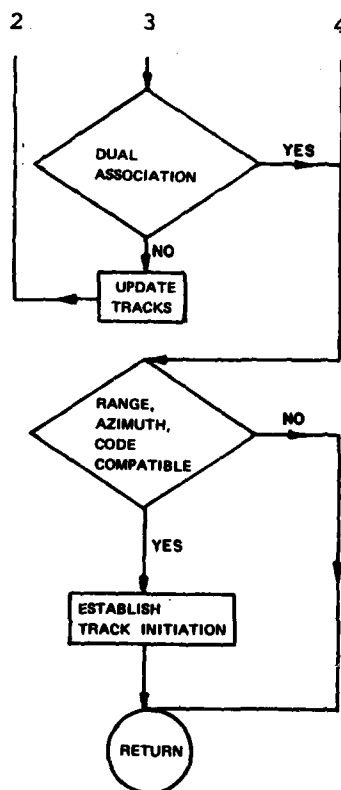 2 3 4
DUAL
ASSOCIATION
YES
NO
UPDATE
TRACKS
RANGE,
AZIMUTH,
CODE
COMPATIBLE
NO
YES
ESTABLISH
TRACK INITIATION
RETURN